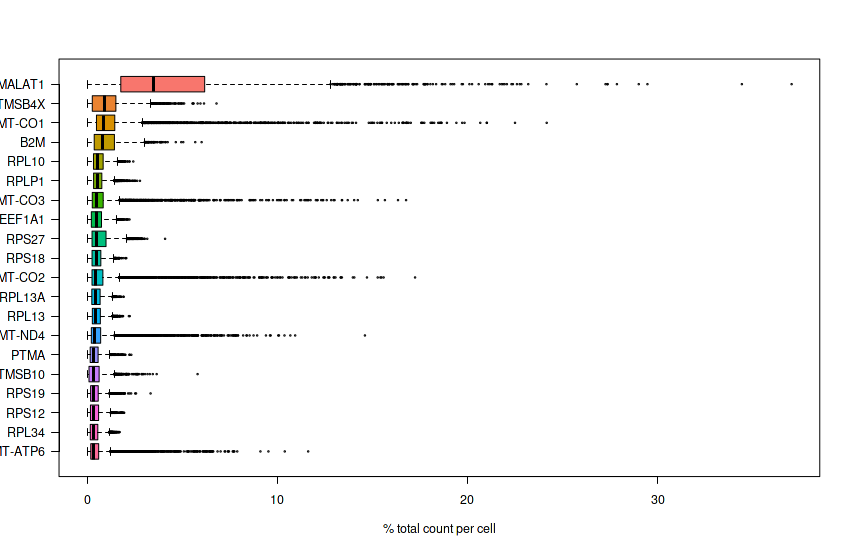 MALAT1
TMSB4X
MT-CO1
B2M
RPL10
RPLP1
MT-CO3
EEF1A1
RPS27
RPS18
MT-CO2
RPL13A
RPL13
MT-ND4
PTMA
TMSB10
RPS19
RPS12
RPL34
MT-ATP6
0 10 20 30
% total count per cell